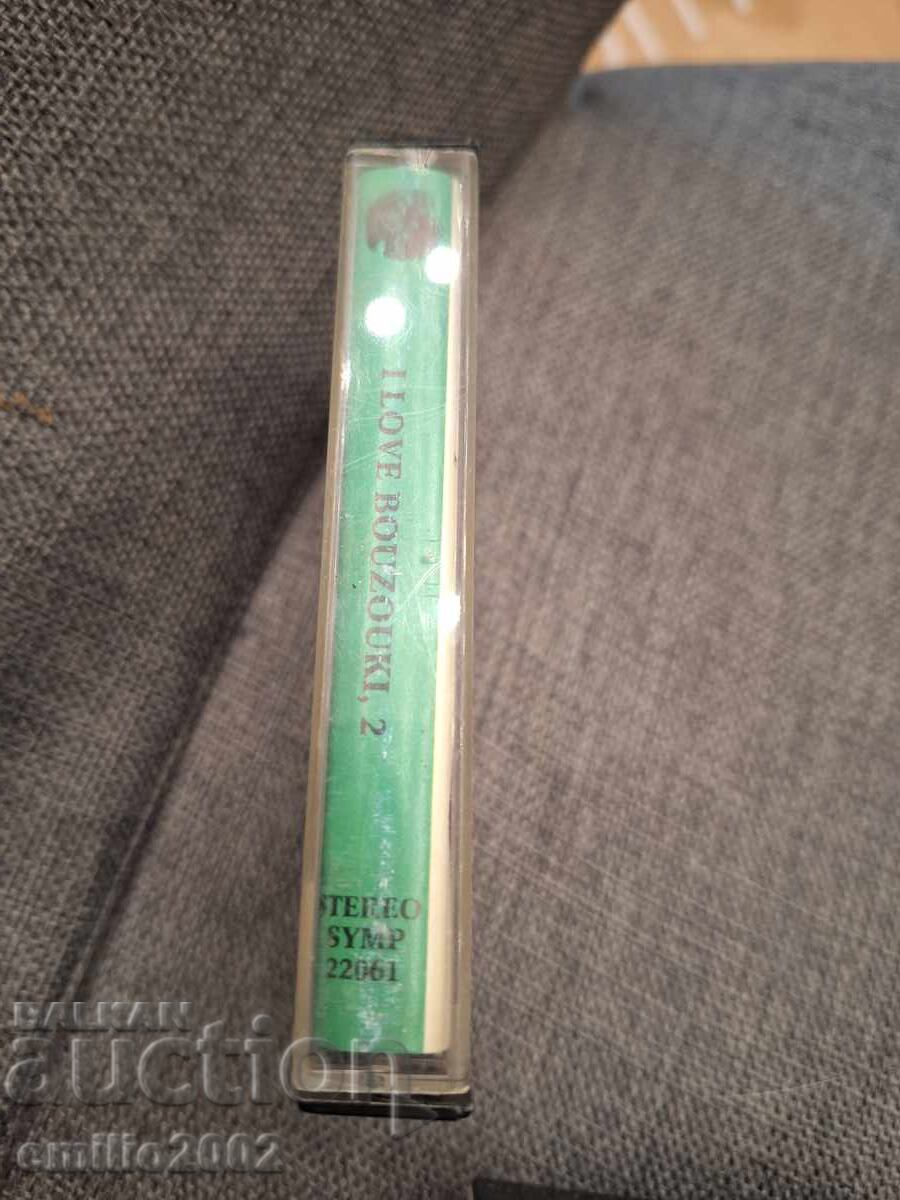 I LOVE BOUZOUKI, 2
STEREO
SYMP
22061
BALKAN
auction
emilio2002